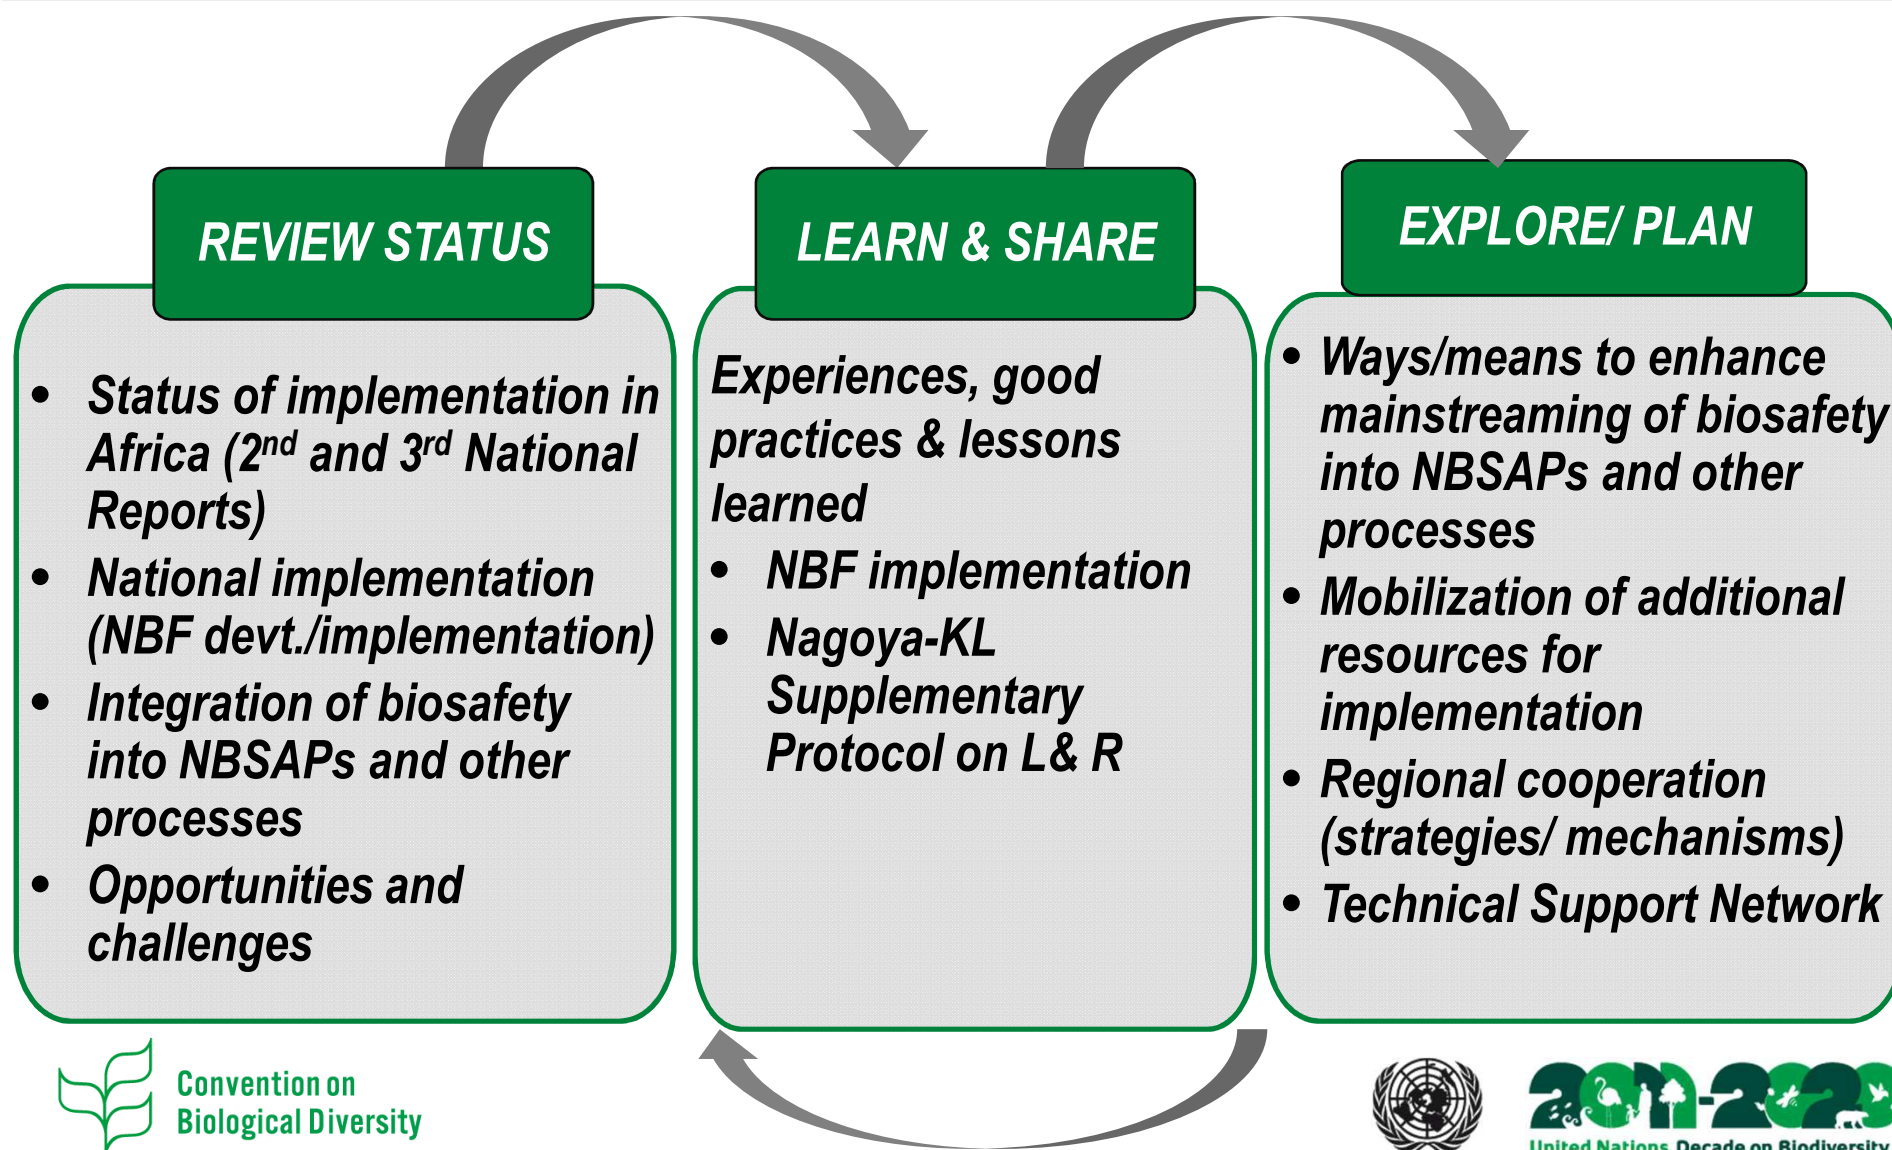 REVIEW STATUS
• Status of implementation in
Africa (2nd and 3rd National
Reports)
• National implementation
(NBF devt./implementation)
• Integration of biosafety
into NBSAPs and other
processes
• Opportunities and
challenges
LEARN & SHARE
Experiences, good
practices & lessons
learned
• NBF implementation
• Nagoya-KL
Supplementary
Protocol on L& R
EXPLORE/ PLAN
• Ways/means to enhance
mainstreaming of biosafety
into NBSAPs and other
processes
• Mobilization of additional
resources for
implementation
• Regional cooperation
(strategies/ mechanisms)
• Technical Support Network
Convention on
Biological Diversity
2011-2020
United Nations Decade on Biodiversity